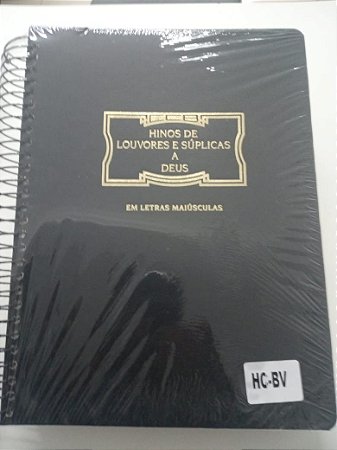 HINOS DE
LOUVORES E SÚPLICAS
A
DEUS
EM LETRAS MAIÚSCULAS
HC-BV